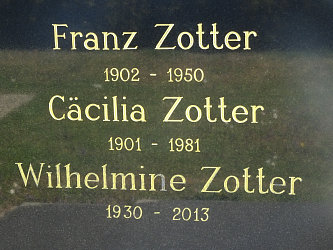 Franz Zotter
1902 - 1950
Cäcilia Zotter
1901 - 1981
Wilhelmine Zotter
1930 - 2013